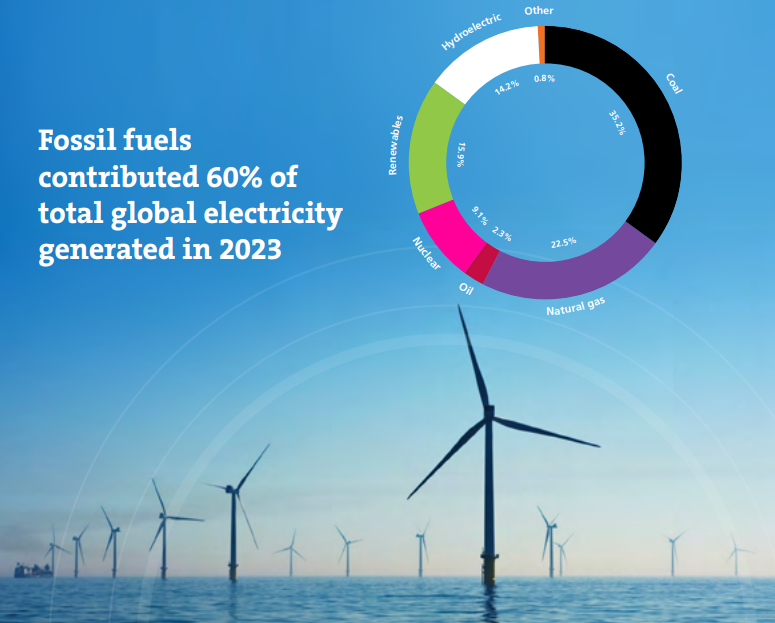 Fossil fuels
contributed 60% of
total global electricity
generated in 2023
Other
0.8%
Coal
35.2%
Natural gas
22.5%
Oil
2.3%
Nuclear
9.1%
Renewables
15.9%
Hydroelectric
14.2%